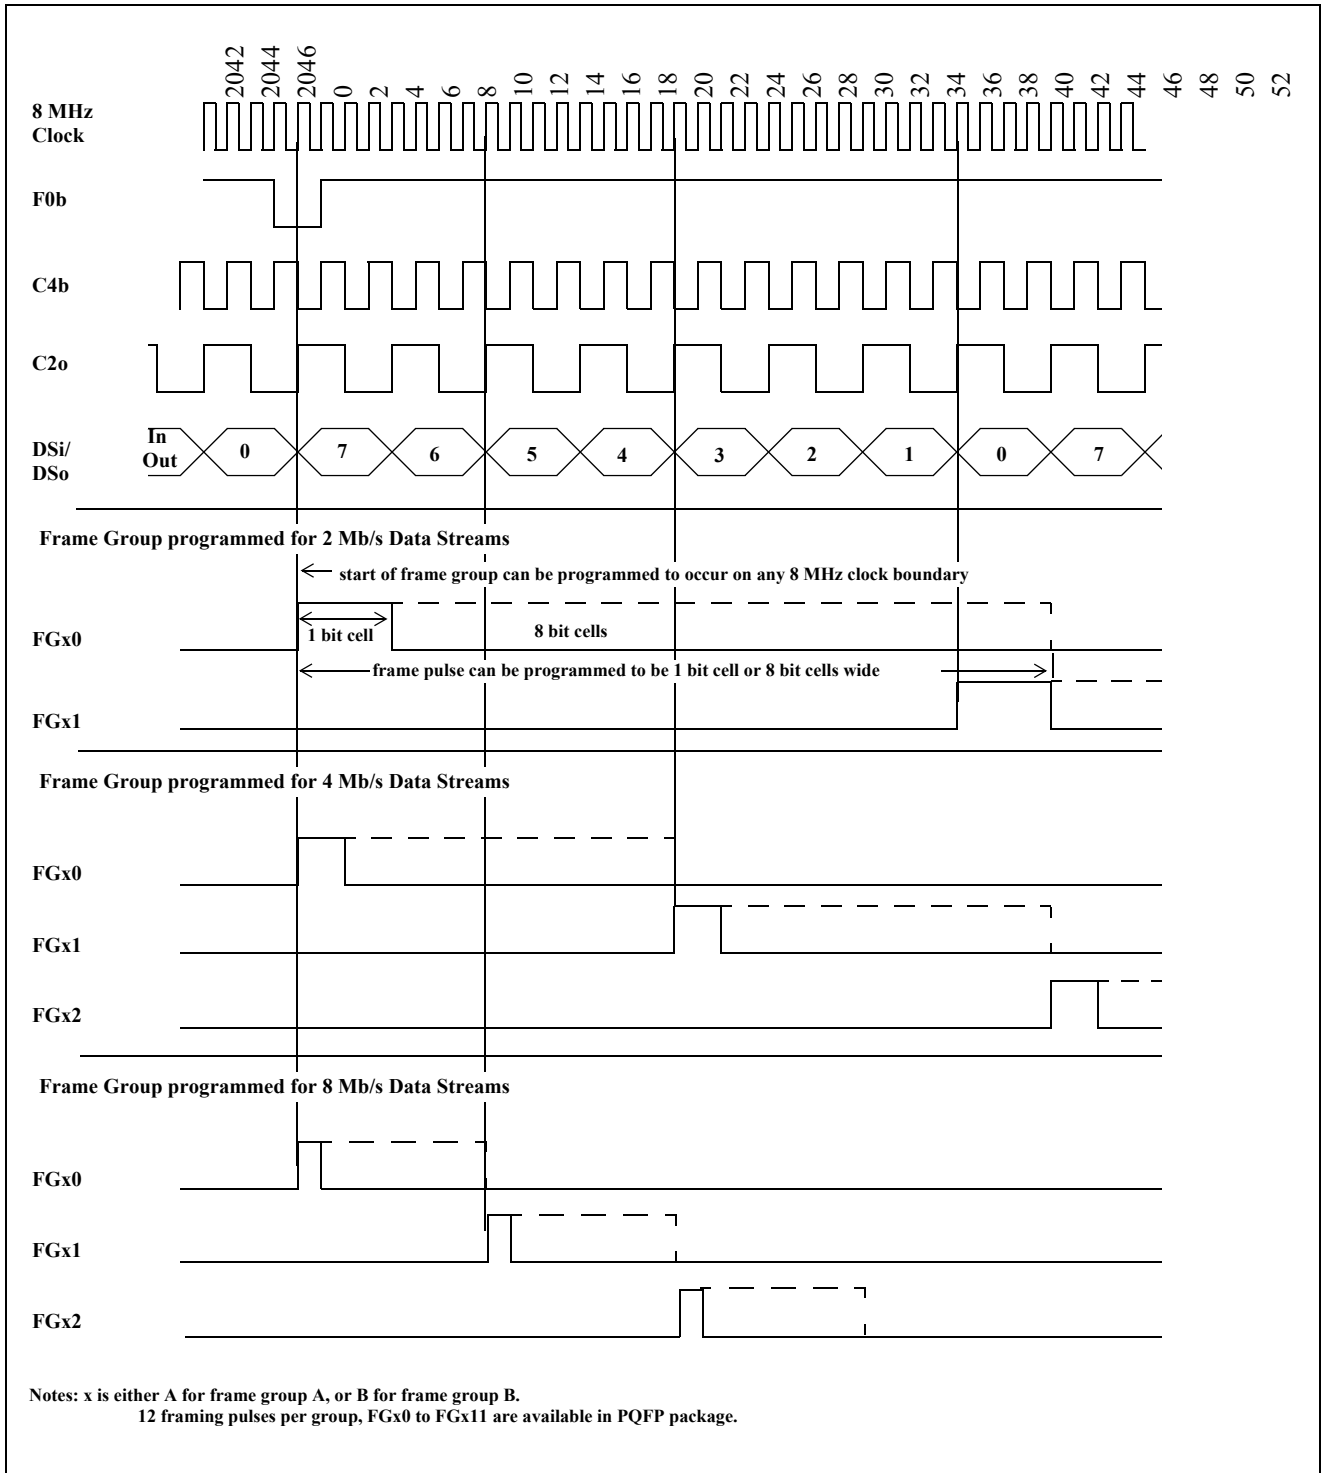 2042 2044 2046 0 2 4 6 8 10 12 14 16 18 20 22 24 26 28 30 32 34 36 38 40 42 44 46 48 50 52
8 MHz
Clock
F0b
C4b
C2o
DSi/
DSo
In
Out
0 7 6 5 4 3 2 1 0 7
Frame Group programmed for 2 Mb/s Data Streams
start of frame group can be programmed to occur on any 8 MHz clock boundary
FGx0
1 bit cell
8 bit cells
frame pulse can be programmed to be 1 bit cell or 8 bit cells wide
FGx1
Frame Group programmed for 4 Mb/s Data Streams
FGx0
FGx1
FGx2
Frame Group programmed for 8 Mb/s Data Streams
FGx0
FGx1
FGx2
Notes: x is either A for frame group A, or B for frame group B.
12 framing pulses per group, FGx0 to FGx11 are available in PQFP package.